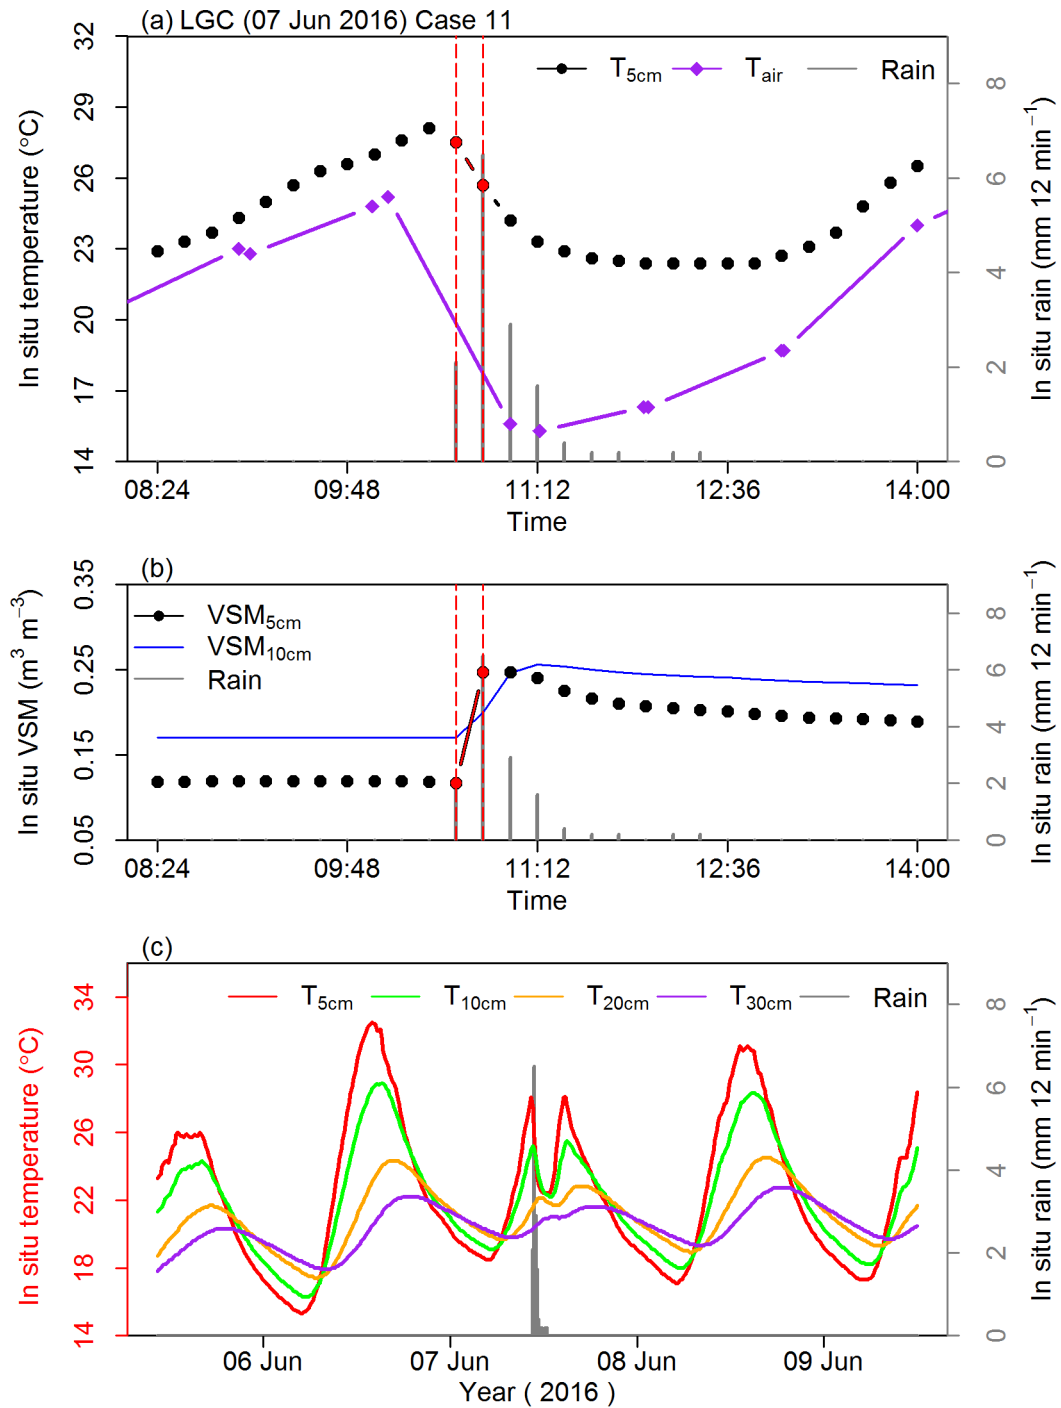 (a) LGC (07 Jun 2016) Case 11
T5cm Tair Rain
In situ temperature (°C)
14 17 20 23 26 29 32
In situ rain (mm 12 min−1)
0 2 4 6 8
08:24 09:48 11:12 12:36 14:00
Time
(b)
VSM5cm
VSM10cm
Rain
In situ VSM (m3 m−3)
0.05 0.15 0.25 0.35
In situ rain (mm 12 min−1)
0 2 4 6 8
08:24 09:48 11:12 12:36 14:00
Time
(c)
T5cm T10cm T20cm T30cm Rain
In situ temperature (°C)
14 18 22 26 30 34
In situ rain (mm 12 min−1)
0 2 4 6 8
06 Jun 07 Jun 08 Jun 09 Jun
Year ( 2016 )